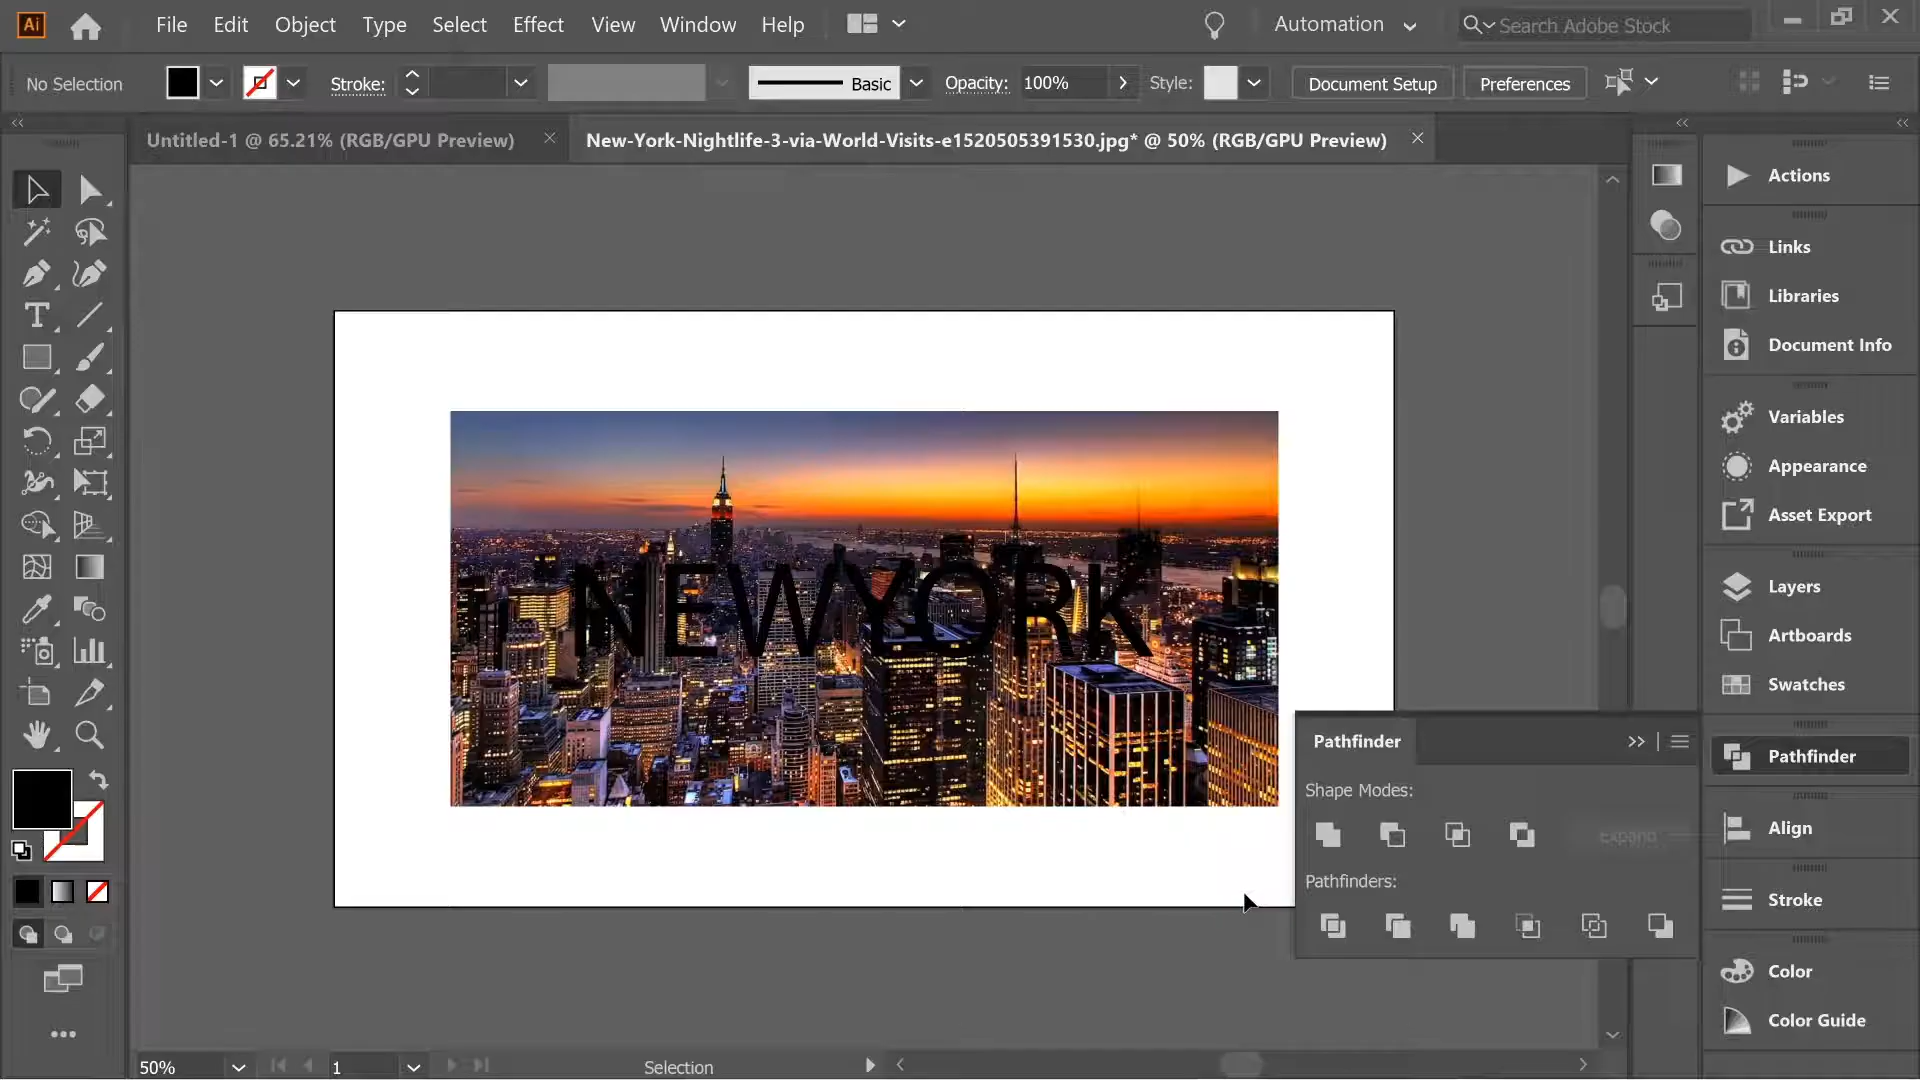 Ai File Edit Object Type Select Effect View Window Help Automation Search Adobe Stock
No Selection Stroke: Basic Opacity: 100% Style: Document Setup Preferences
Untitled-1 @ 65.21% (RGB/GPU Preview) New-York-Nightlife-3-via-World-Visits-e1520505391530.jpg* @ 50% (RGB/GPU Preview)
Actions
Links
Libraries
Document Info
Variables
Appearance
Asset Export
NEWYORK
Layers
Artboards
Swatches
Pathfinder
Pathfinder
Shape Modes:
Expand
Align
Pathfinders:
Stroke
Color
Color Guide
50% 1 Selection